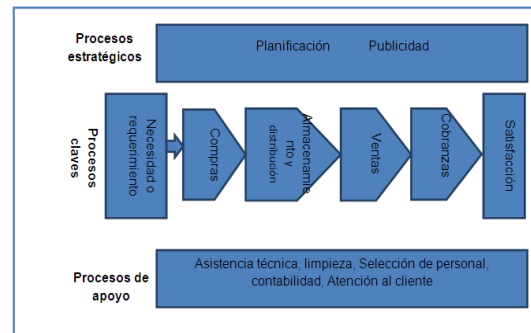 Procesos
estratégicos
Planificación Publicidad
Procesos
claves
Necesidad o
requerimiento
Compras
Almacenamie
nto y
distribución
Ventas
Cobranzas
Satisfacción
Procesos de
apoyo
Asistencia técnica, limpieza, Selección de personal,
contabilidad, Atención al cliente